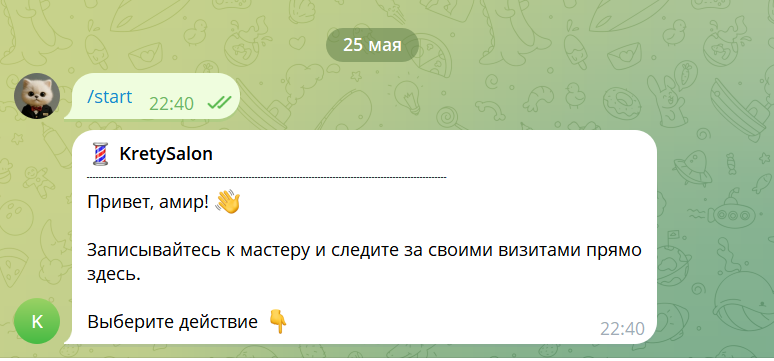 25 мая
/start 22:40
💈 KretySalon
------------------------------------------------------------
Привет, амир! 👋
Записывайтесь к мастеру и следите за своими визитами прямо
здесь.
Выберите действие 👇
22:40
K